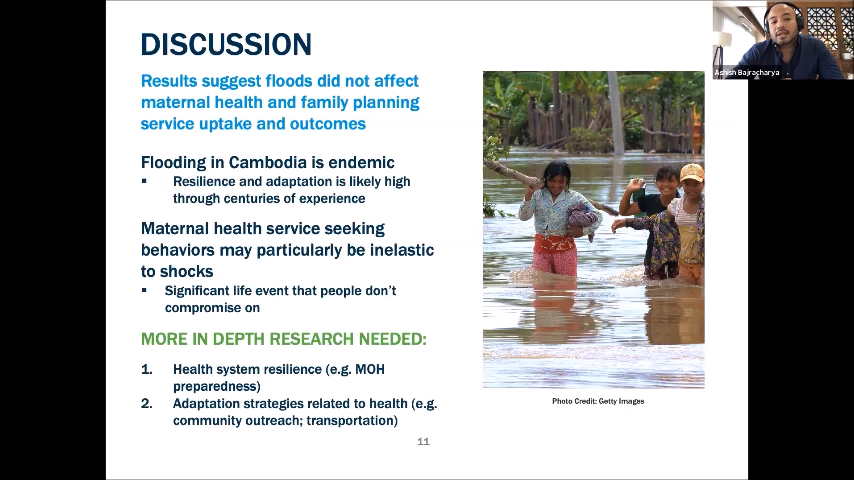 DISCUSSION
Results suggest floods did not affect
maternal health and family planning
service uptake and outcomes
Flooding in Cambodia is endemic
▪ Resilience and adaptation is likely high
through centuries of experience
Maternal health service seeking
behaviors may particularly be inelastic
to shocks
▪ Significant life event that people don't
compromise on
MORE IN DEPTH RESEARCH NEEDED:
1. Health system resilience (e.g. MOH
preparedness)
2. Adaptation strategies related to health (e.g.
community outreach; transportation)
Photo Credit: Getty Images
11
Ashish Bajracharya